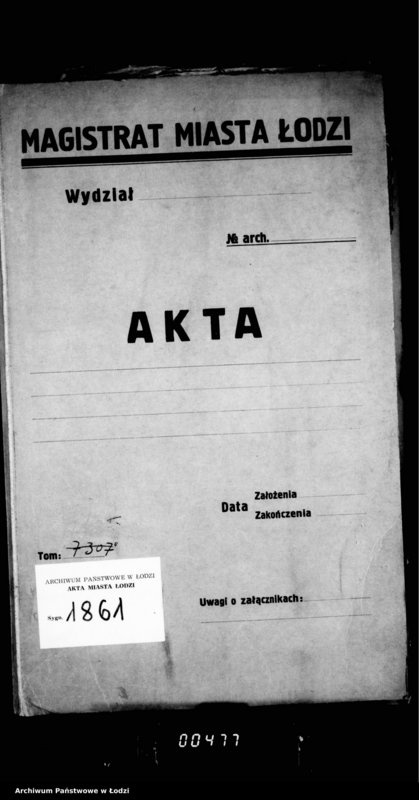 MAGISTRAT MIASTA ŁODZI
Wydział
№ arch.
AKTA
Data
Założenia
Zakończenia
Tom: 7307
ARCHIWUM PAŃSTWOWE W ŁODZI
AKTA MIASTA ŁODZI
Sygn. 1861
Uwagi o załącznikach:
00477
Archiwum Państwowe w Łodzi